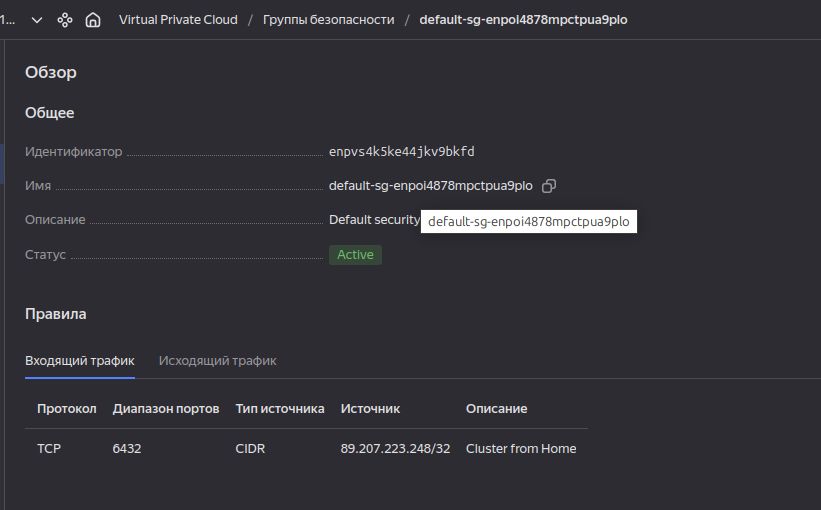 1... Virtual Private Cloud / Группы безопасности / default-sg-enpoi4878mpctpua9plo
Обзор
Общее
Идентификатор enpvs4k5ke44jkv9bkfd
Имя default-sg-enpoi4878mpctpua9plo
Описание Default security
default-sg-enpoi4878mpctpua9plo
Статус Active
Правила
Входящий трафик Исходящий трафик
Протокол Диапазон портов Тип источника Источник Описание
TCP 6432 CIDR 89.207.223.248/32 Cluster from Home